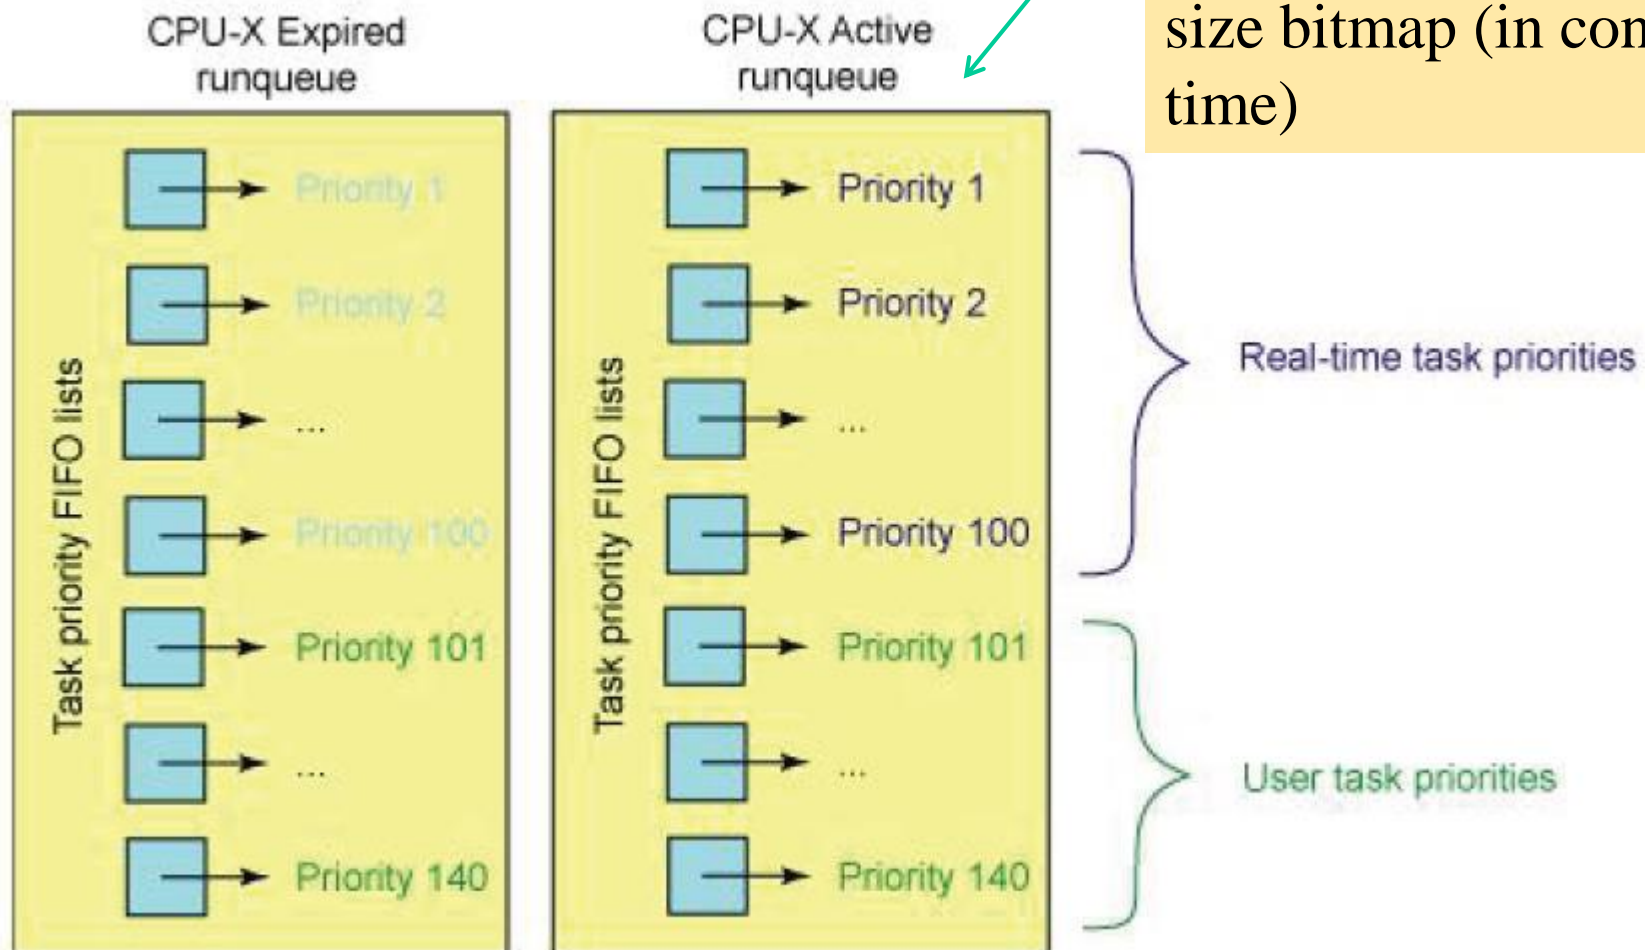 CPU-X Expired
runqueue
CPU-X Active
runqueue
size bitmap (in
time)
Task priority FIFO lists
Priority 1
Priority 2
...
Priority 100
Priority 101
...
Priority 140
Task priority FIFO lists
Priority 1
Priority 2
...
Priority 100
Priority 101
...
Priority 140
Real-time task priorities
User task priorities